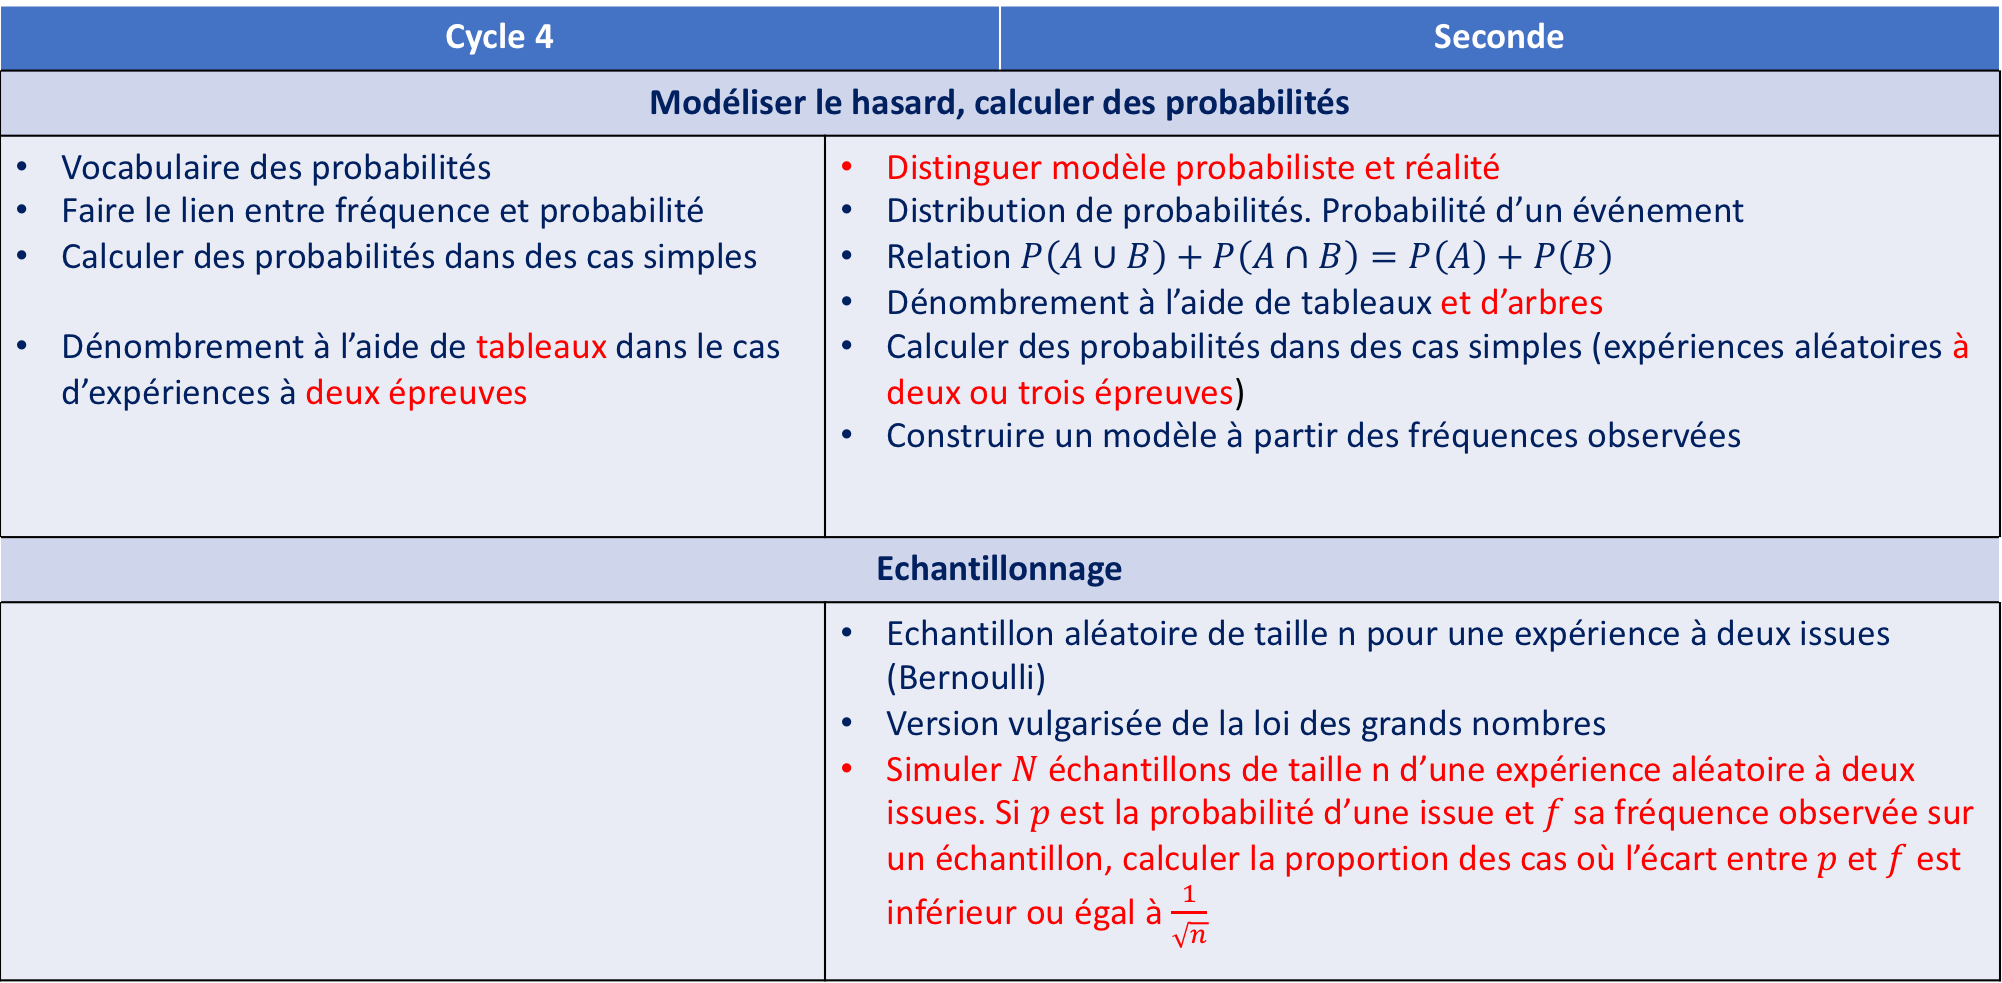 Cycle 4
Seconde
Modéliser le hasard, calculer des probabilités
• Vocabulaire des probabilités
• Faire le lien entre fréquence et probabilité
• Calculer des probabilités dans des cas simples
• Dénombrement à l’aide de tableaux dans le cas
d’expériences à deux épreuves
• Distinguer modèle probabiliste et réalité
• Distribution de probabilités. Probabilité d’un événement
• Relation P(A ∪ B) + P(A ∩ B) = P(A) + P(B)
• Dénombrement à l’aide de tableaux et d’arbres
• Calculer des probabilités dans des cas simples (expériences aléatoires à
deux ou trois épreuves)
• Construire un modèle à partir des fréquences observées
Echantillonnage
• Echantillon aléatoire de taille n pour une expérience à deux issues
(Bernoulli)
• Version vulgarisée de la loi des grands nombres
• Simuler N échantillons de taille n d’une expérience aléatoire à deux
issues. Si p est la probabilité d’une issue et f sa fréquence observée sur
un échantillon, calculer la proportion des cas où l’écart entre p et f est
inférieur ou égal à 1/√n